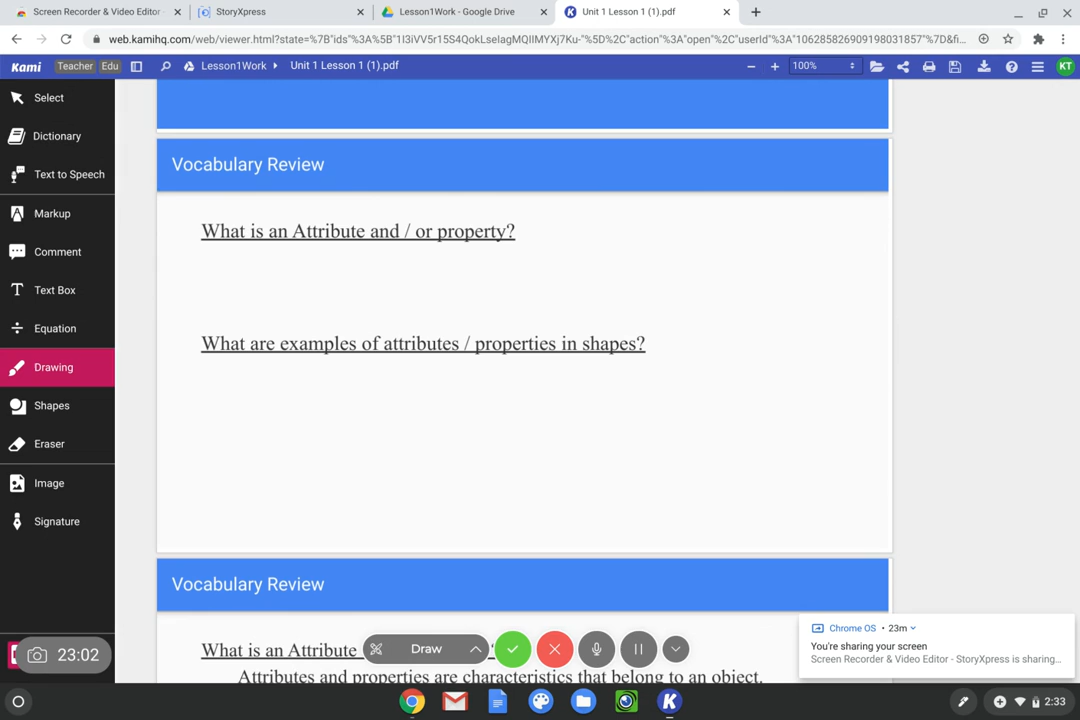 Screen Recorder & Video Editor
StoryXpress
Lesson1Work - Google Drive
Unit 1 Lesson 1 (1).pdf
web.kamihq.com/web/viewer.html?state=%7B"ids"%3A%5B"1I3iVV5r15S4QokLseIagMQIIMYXj7Ku-"%5D%2C"action"%3A"open"%2C"userId"%3A"106285826909198031857"%7D&fi...
Kami Teacher Edu Lesson1Work Unit 1 Lesson 1 (1).pdf 100% KT
Select
Dictionary
Text to Speech
Markup
Comment
Text Box
Equation
Drawing
Shapes
Eraser
Image
Signature
Vocabulary Review
What is an Attribute and / or property?
What are examples of attributes / properties in shapes?
Vocabulary Review
What is an Attribute
Attributes and properties are characteristics that belong to an object.
23:02
Draw
Chrome OS • 23m
You're sharing your screen
Screen Recorder & Video Editor - StoryXpress is sharing...
2:33